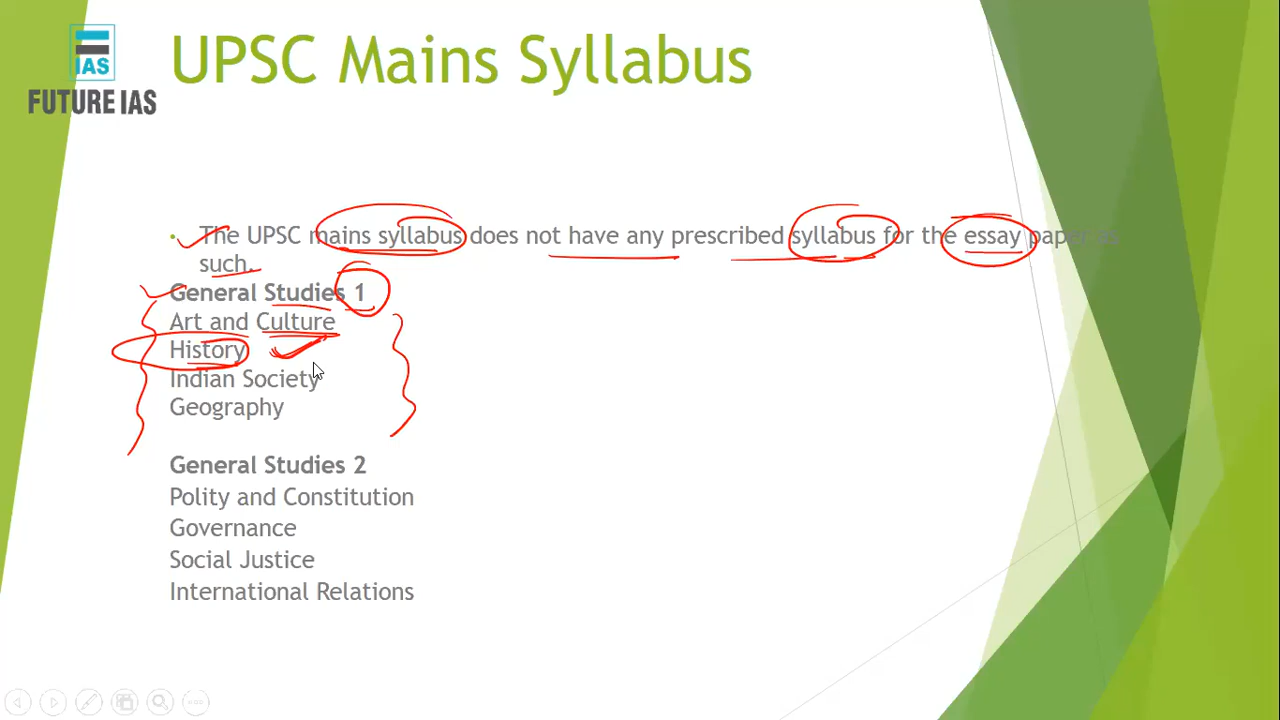 IAS
FUTURE IAS
UPSC Mains Syllabus
• The UPSC mains syllabus does not have any prescribed syllabus for the essay paper as
such.
General Studies 1
Art and Culture
History
Indian Society
Geography
General Studies 2
Polity and Constitution
Governance
Social Justice
International Relations